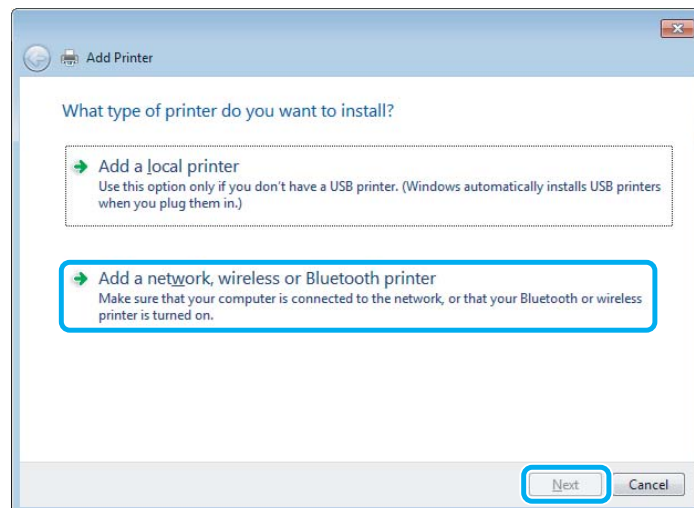 Add Printer
What type of printer do you want to install?
Add a local printer
Use this option only if you don't have a USB printer. (Windows automatically installs USB printers
when you plug them in.)
Add a network, wireless or Bluetooth printer
Make sure that your computer is connected to the network, or that your Bluetooth or wireless
printer is turned on.
Next Cancel